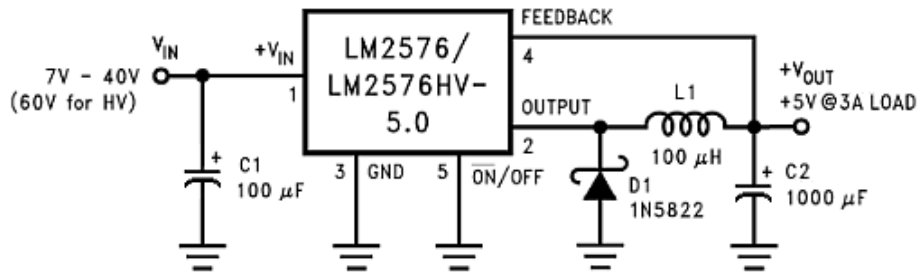 FEEDBACK
4
V_IN
+V_IN
1
7V - 40V
(60V for HV)
LM2576/
LM2576HV-
5.0
OUTPUT
2
L1
100 μH
+V_OUT
+5V @ 3A LOAD
3
GND
5
O̅N̅/OFF
+
C1
100 μF
D1
1N5822
+
C2
1000 μF